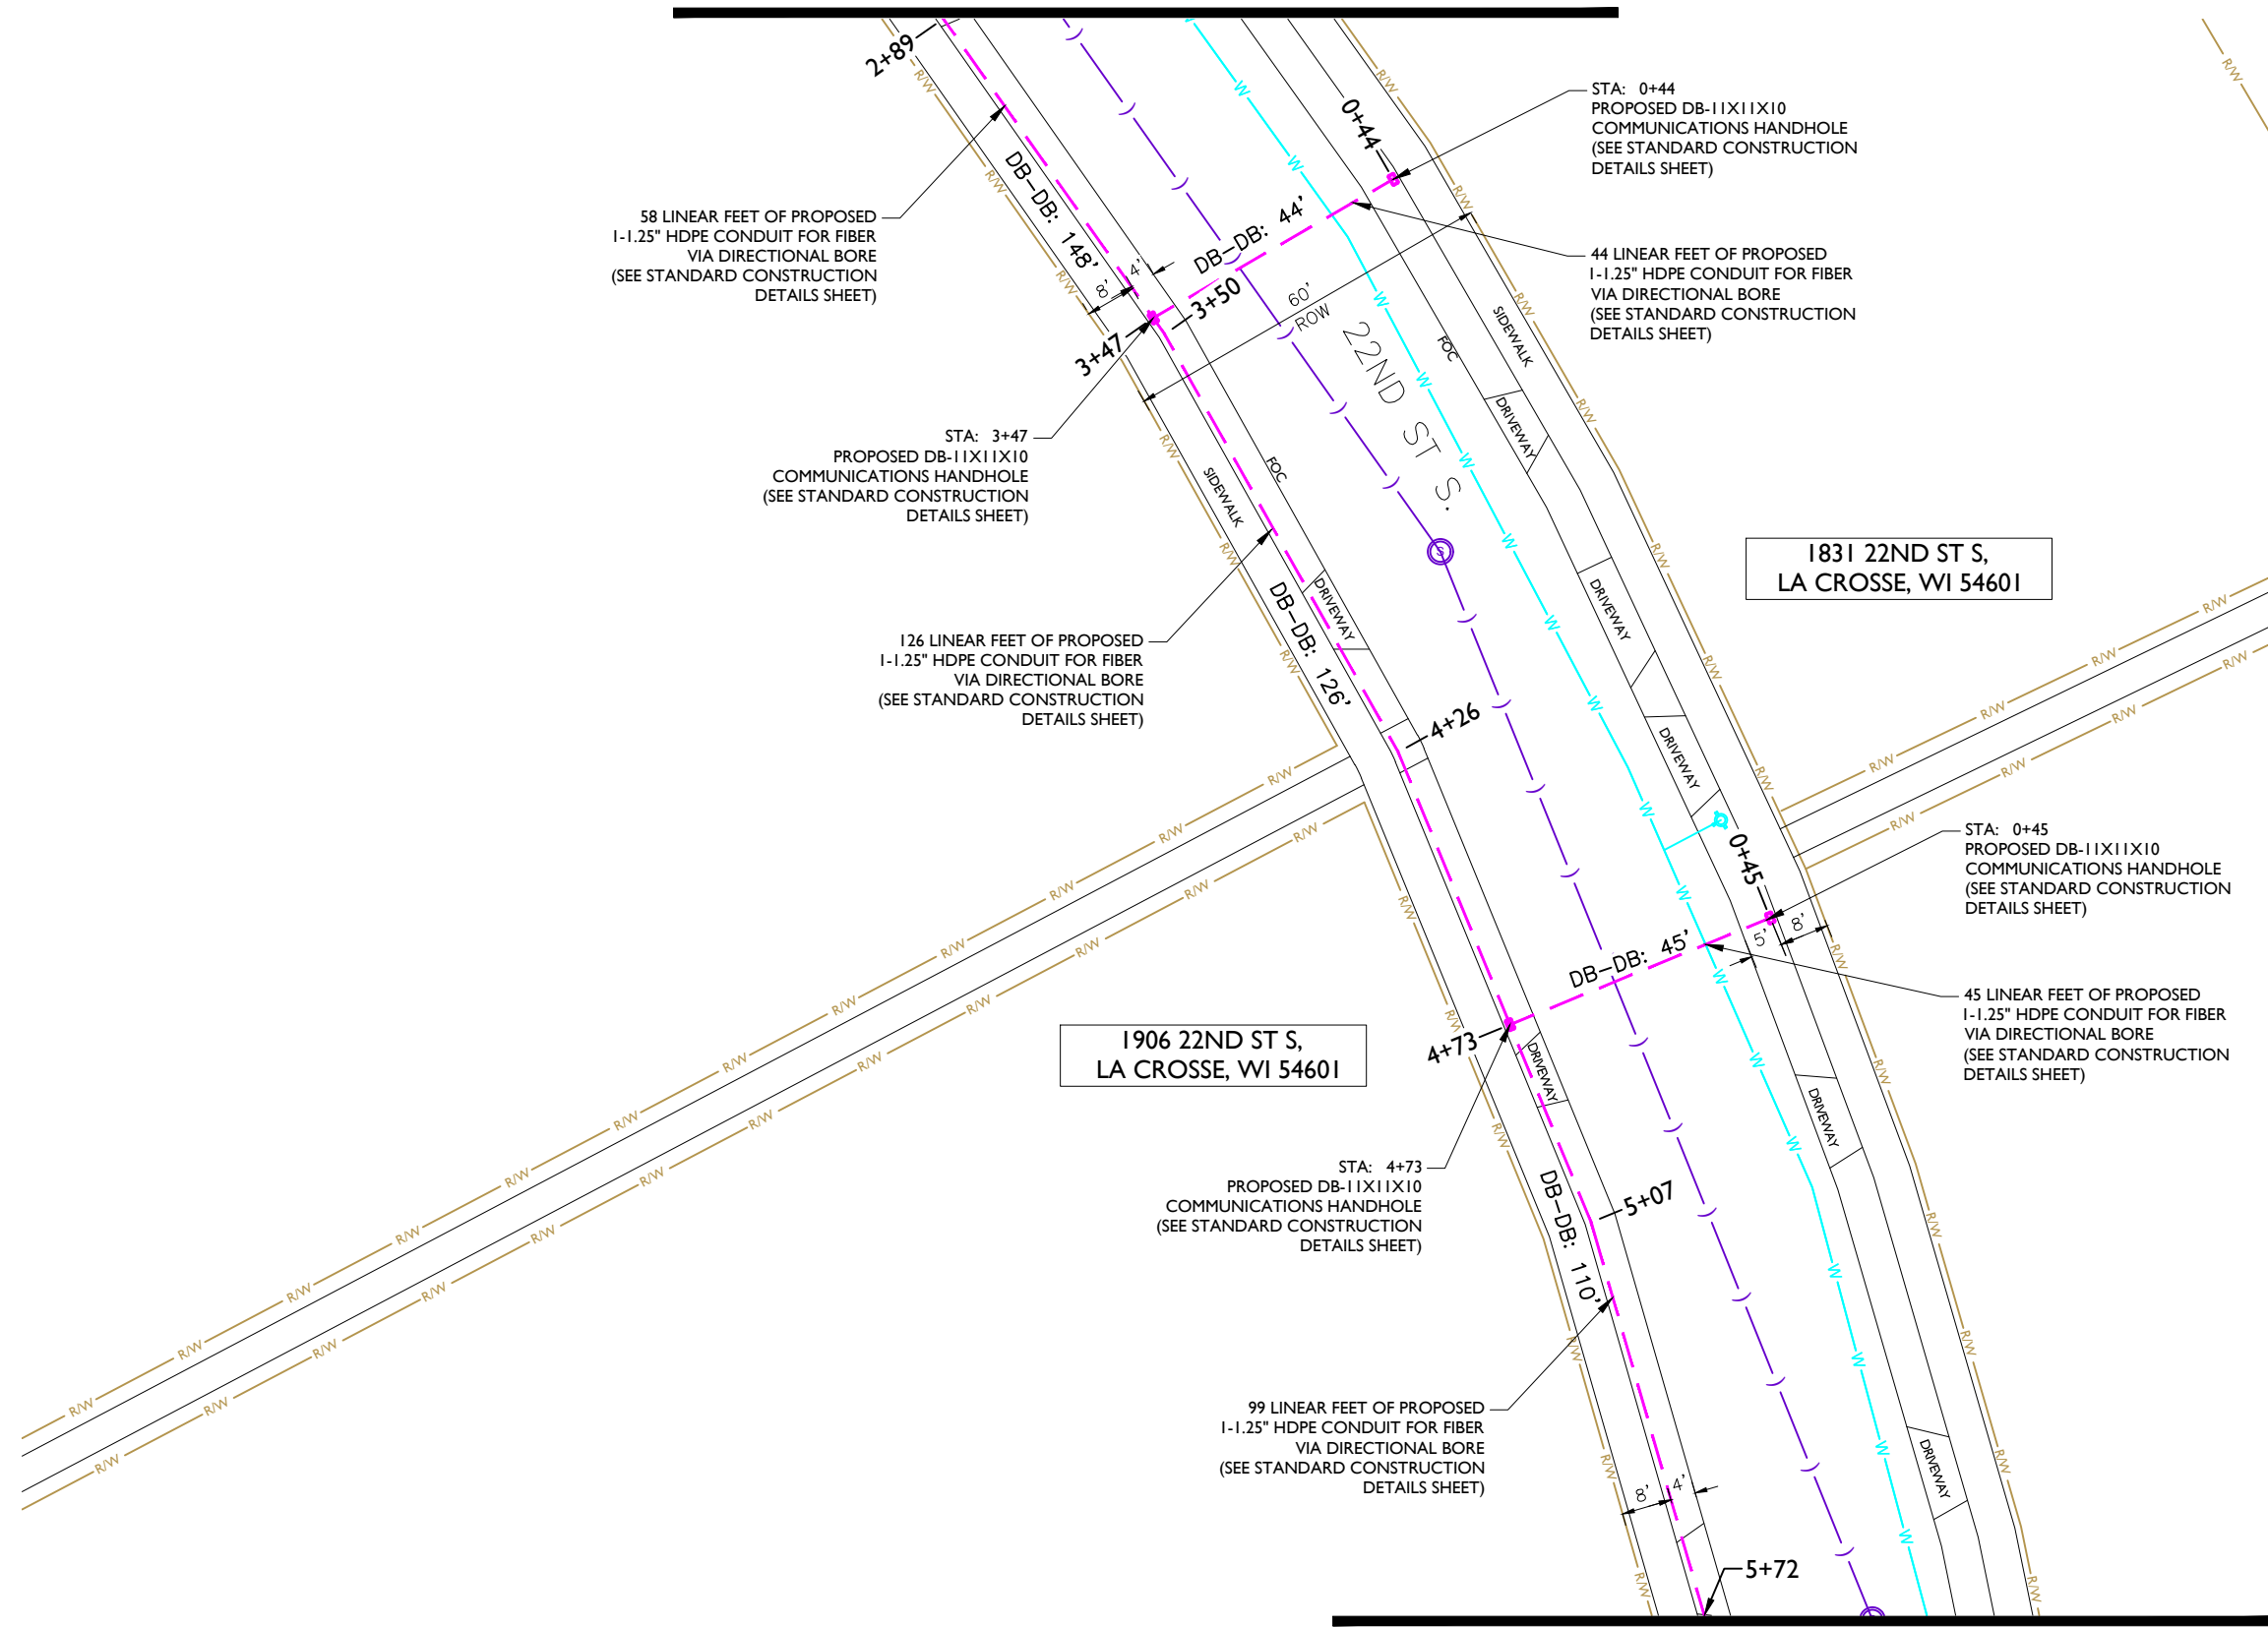 2+89
0+44
STA: 0+44
PROPOSED DB-11X11X10
COMMUNICATIONS HANDHOLE
(SEE STANDARD CONSTRUCTION
DETAILS SHEET)
58 LINEAR FEET OF PROPOSED
1-1.25" HDPE CONDUIT FOR FIBER
VIA DIRECTIONAL BORE
(SEE STANDARD CONSTRUCTION
DETAILS SHEET)
DB-DB: 148'
DB-DB: 44'
44 LINEAR FEET OF PROPOSED
1-1.25" HDPE CONDUIT FOR FIBER
VIA DIRECTIONAL BORE
(SEE STANDARD CONSTRUCTION
DETAILS SHEET)
8'
4'
3+50
60'
ROW
3+47
22ND ST S.
FOC
SIDEWALK
DRIVEWAY
STA: 3+47
PROPOSED DB-11X11X10
COMMUNICATIONS HANDHOLE
(SEE STANDARD CONSTRUCTION
DETAILS SHEET)
SIDEWALK
FOC
S
1831 22ND ST S,
LA CROSSE, WI 54601
126 LINEAR FEET OF PROPOSED
1-1.25" HDPE CONDUIT FOR FIBER
VIA DIRECTIONAL BORE
(SEE STANDARD CONSTRUCTION
DETAILS SHEET)
DB-DB: 126'
DRIVEWAY
DRIVEWAY
4+26
DRIVEWAY
0+45
STA: 0+45
PROPOSED DB-11X11X10
COMMUNICATIONS HANDHOLE
(SEE STANDARD CONSTRUCTION
DETAILS SHEET)
DB-DB: 45'
5'
8'
45 LINEAR FEET OF PROPOSED
1-1.25" HDPE CONDUIT FOR FIBER
VIA DIRECTIONAL BORE
(SEE STANDARD CONSTRUCTION
DETAILS SHEET)
1906 22ND ST S,
LA CROSSE, WI 54601
4+73
DRIVEWAY
DRIVEWAY
STA: 4+73
PROPOSED DB-11X11X10
COMMUNICATIONS HANDHOLE
(SEE STANDARD CONSTRUCTION
DETAILS SHEET)
DB-DB: 110'
5+07
99 LINEAR FEET OF PROPOSED
1-1.25" HDPE CONDUIT FOR FIBER
VIA DIRECTIONAL BORE
(SEE STANDARD CONSTRUCTION
DETAILS SHEET)
8'
4'
DRIVEWAY
5+72
R/W
W